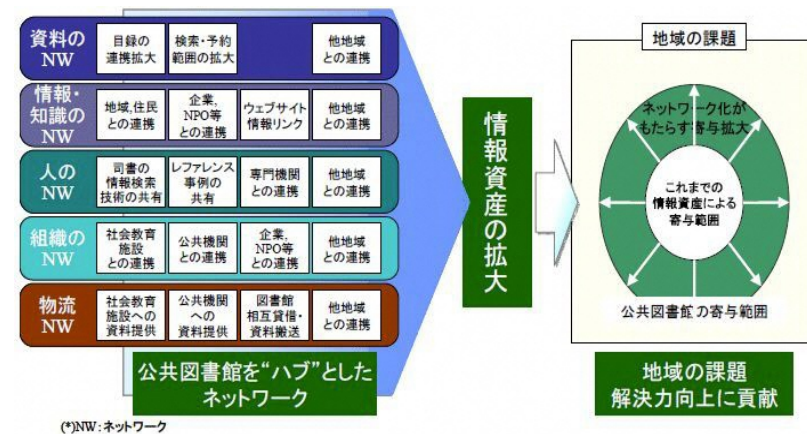 資料の
NW
目録の
連携拡大
検索・予約
範囲の拡大
他地域
との連携
情報・
知識の
NW
地域,住民
との連携
企業,
NPO等
との連携
ウェブサイト
情報リンク
他地域
との連携
人の
NW
司書の
情報検索
技術の共有
レファレンス
事例の
共有
専門機関
との連携
他地域
との連携
組織の
NW
社会教育
施設
との連携
公共機関
との連携
企業,
NPO等
との連携
他地域
との連携
物流
NW
社会教育
施設への
資料提供
公共機関
への
資料提供
図書館
相互貸借・
資料搬送
他地域
との連携
公共図書館を“ハブ”とした
ネットワーク
(*)NW:ネットワーク
情報資産の拡大
地域の課題
ネットワーク化が
もたらす寄与拡大
これまでの
情報資産による
寄与範囲
公共図書館の寄与範囲
地域の課題
解決力向上に貢献